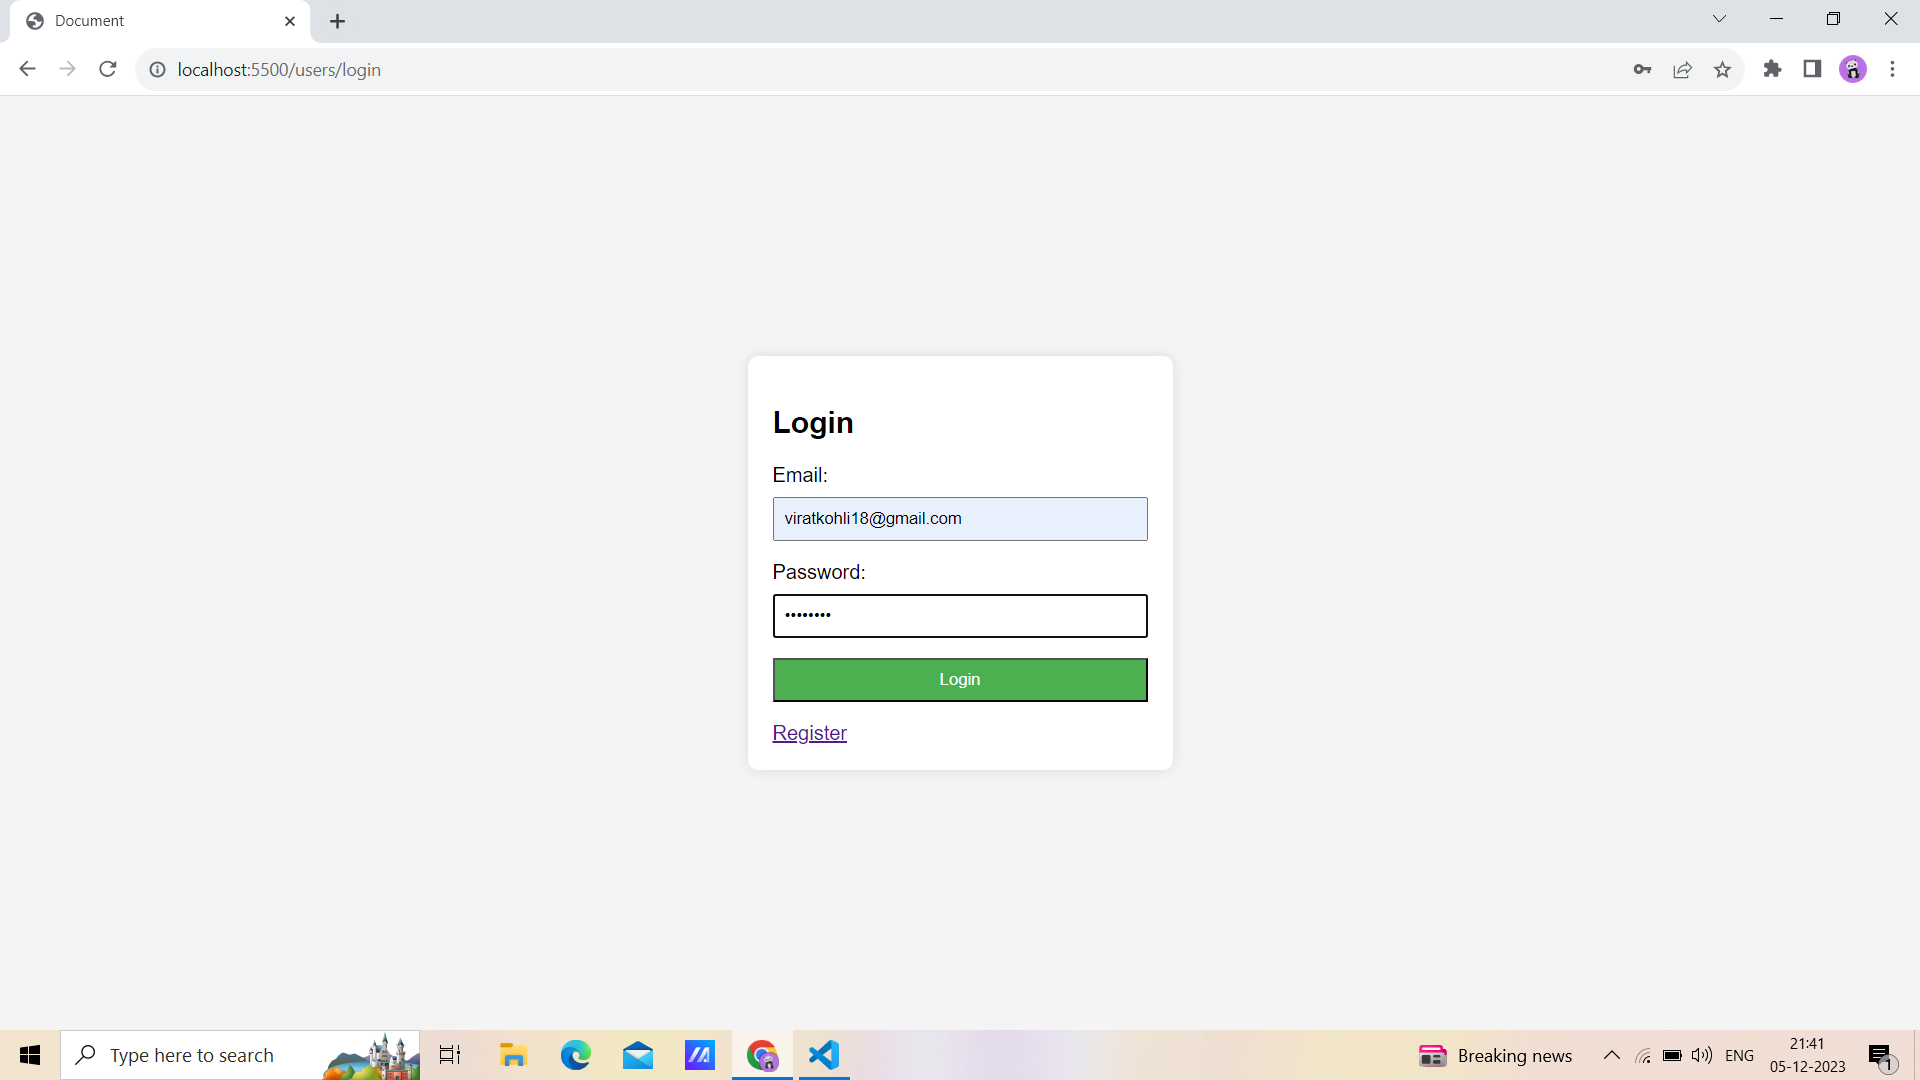 Document
localhost:5500/users/login
Login
Email:
viratkohli18@gmail.com
Password:
••••••••
Login
Register
Type here to search
Breaking news
ENG
21:41
05-12-2023
1